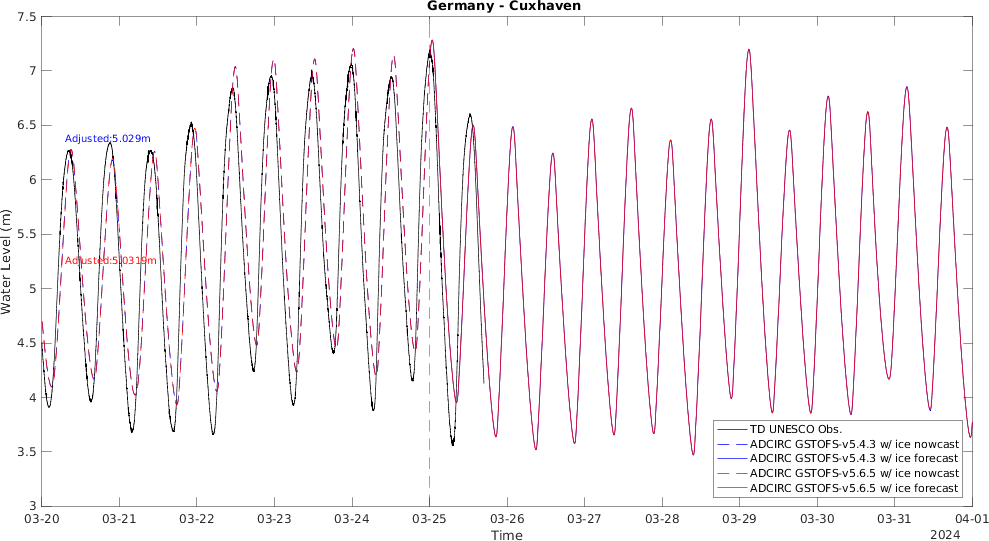 Germany - Cuxhaven
7.5
7
6.5
6
5.5
5
4.5
4
3.5
3
Water Level (m)
Adjusted:5.029m
Adjusted:5.0319m
TD UNESCO Obs.
ADCIRC GSTOFS-v5.4.3 w/ ice nowcast
ADCIRC GSTOFS-v5.4.3 w/ ice forecast
ADCIRC GSTOFS-v5.6.5 w/ ice nowcast
ADCIRC GSTOFS-v5.6.5 w/ ice forecast
03-20 03-21 03-22 03-23 03-24 03-25 03-26 03-27 03-28 03-29 03-30 03-31 04-01
Time
2024